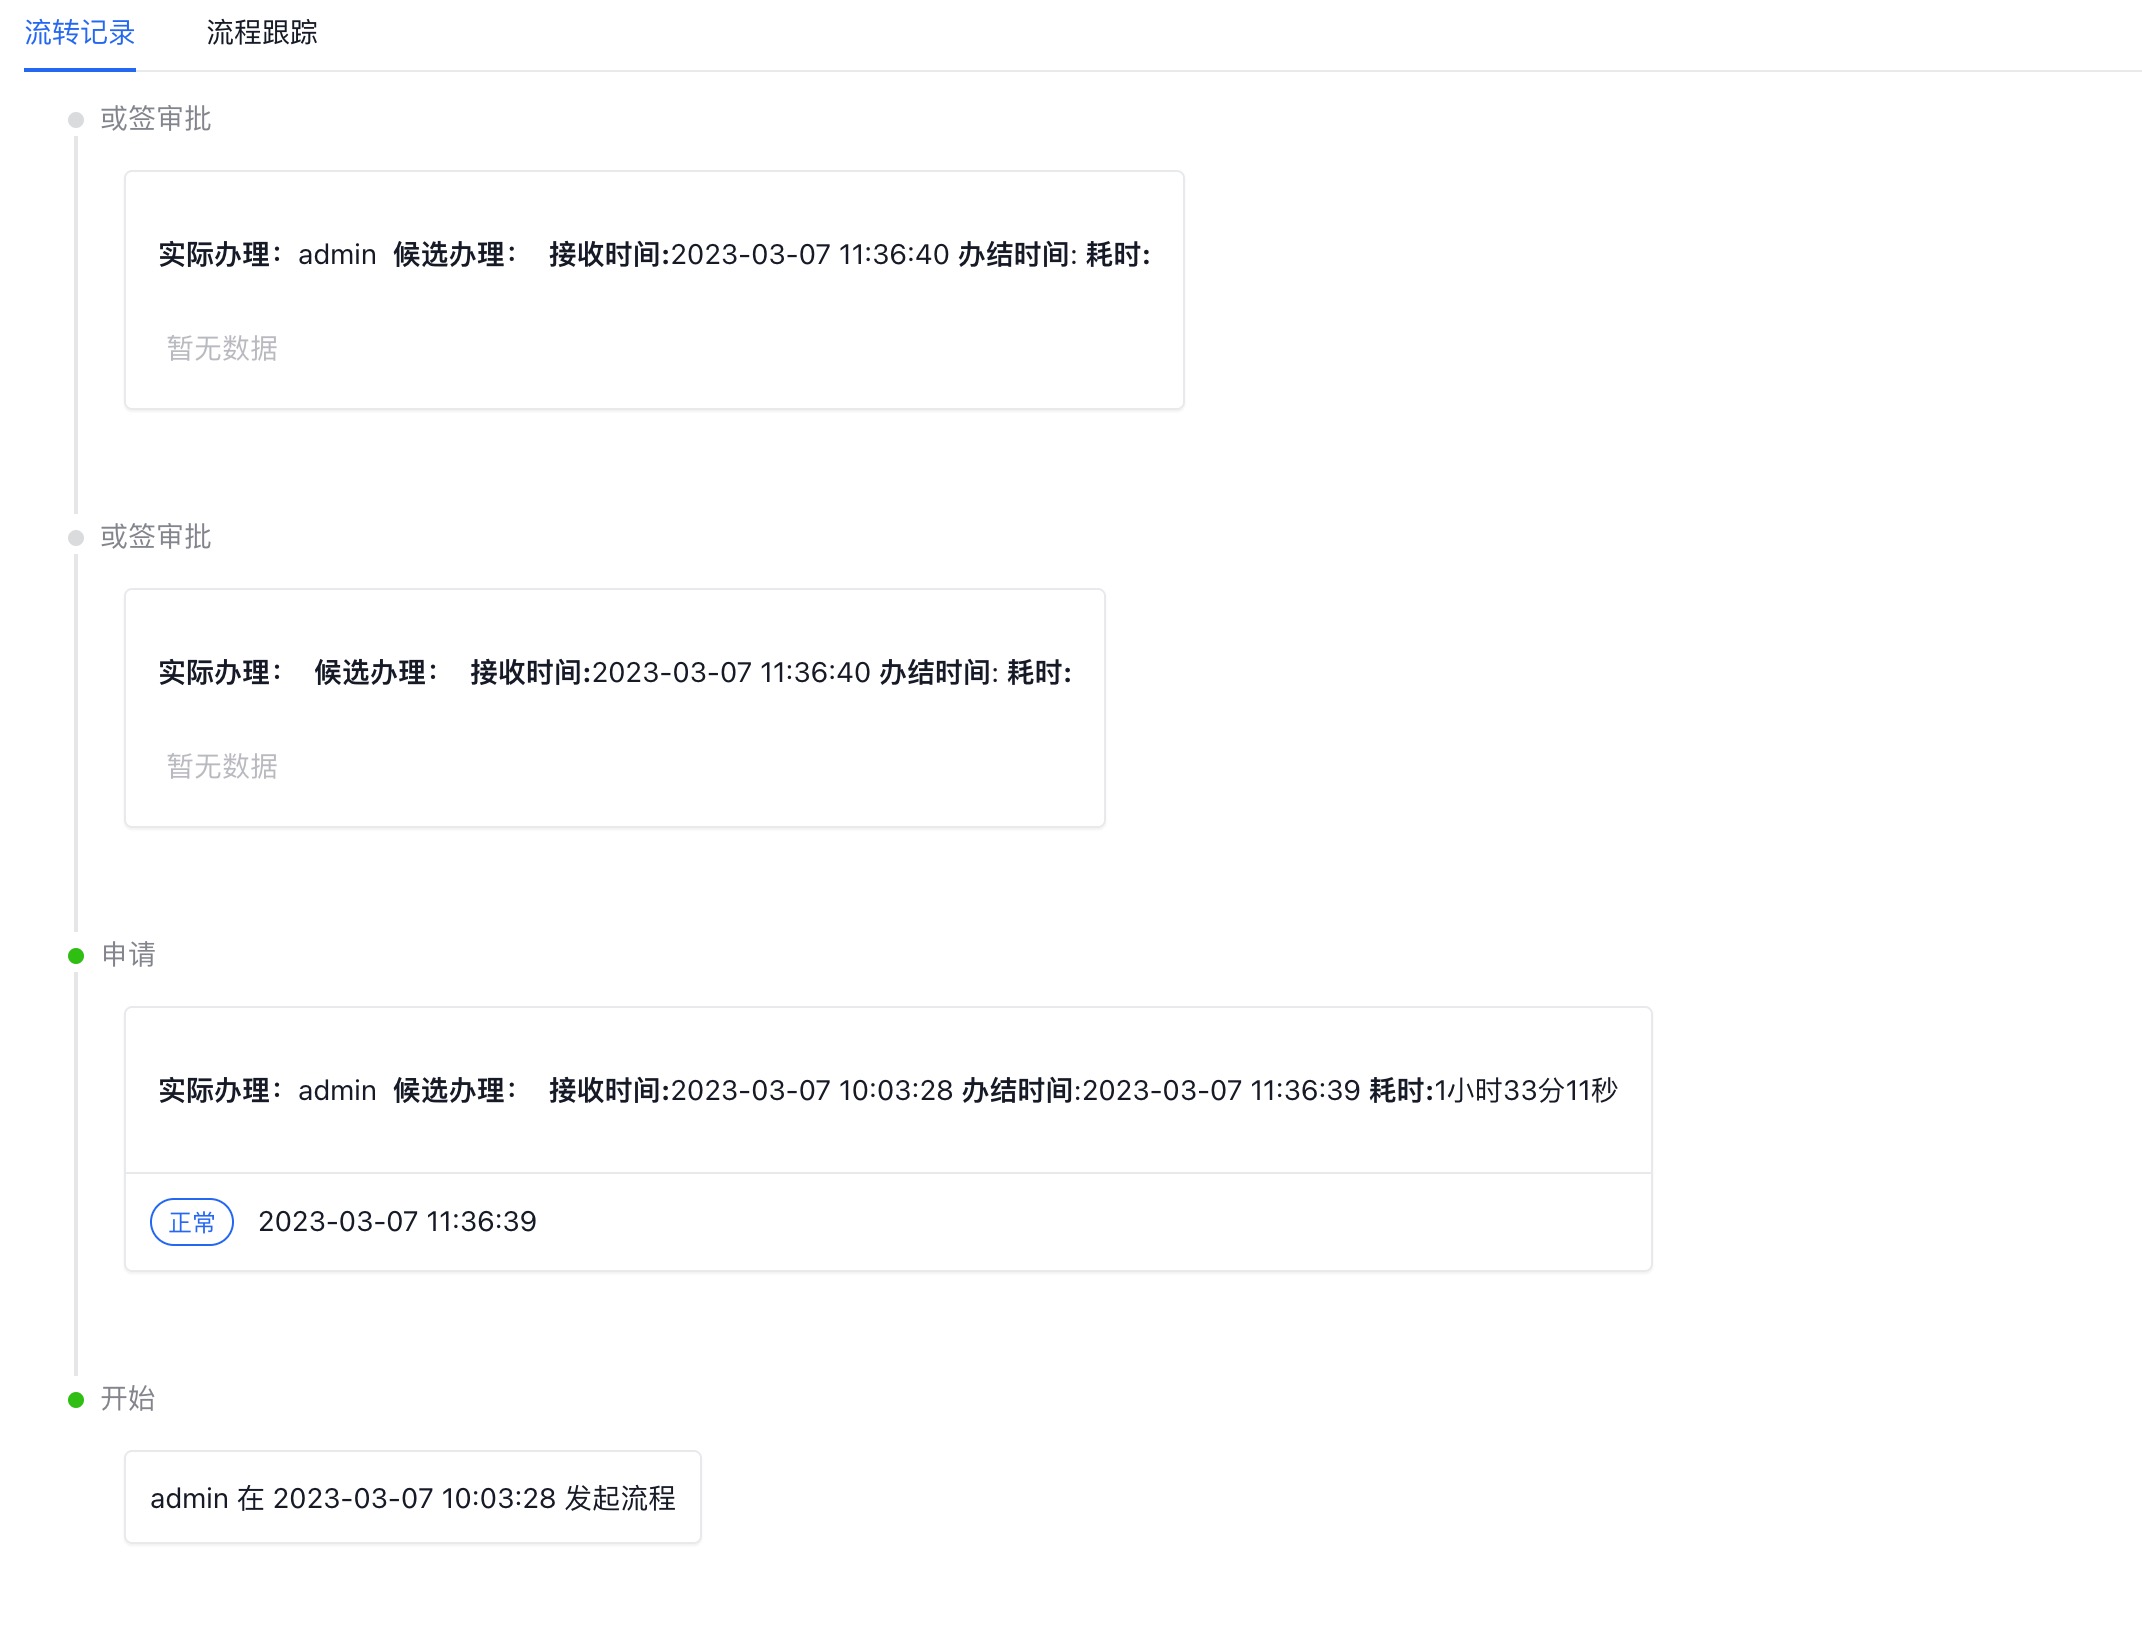 流转记录 流程跟踪
或签审批
实际办理：admin 候选办理： 接收时间:2023-03-07 11:36:40 办结时间: 耗时:
暂无数据
或签审批
实际办理： 候选办理： 接收时间:2023-03-07 11:36:40 办结时间: 耗时:
暂无数据
申请
实际办理：admin 候选办理： 接收时间:2023-03-07 10:03:28 办结时间:2023-03-07 11:36:39 耗时:1小时33分11秒
正常 2023-03-07 11:36:39
开始
admin 在 2023-03-07 10:03:28 发起流程